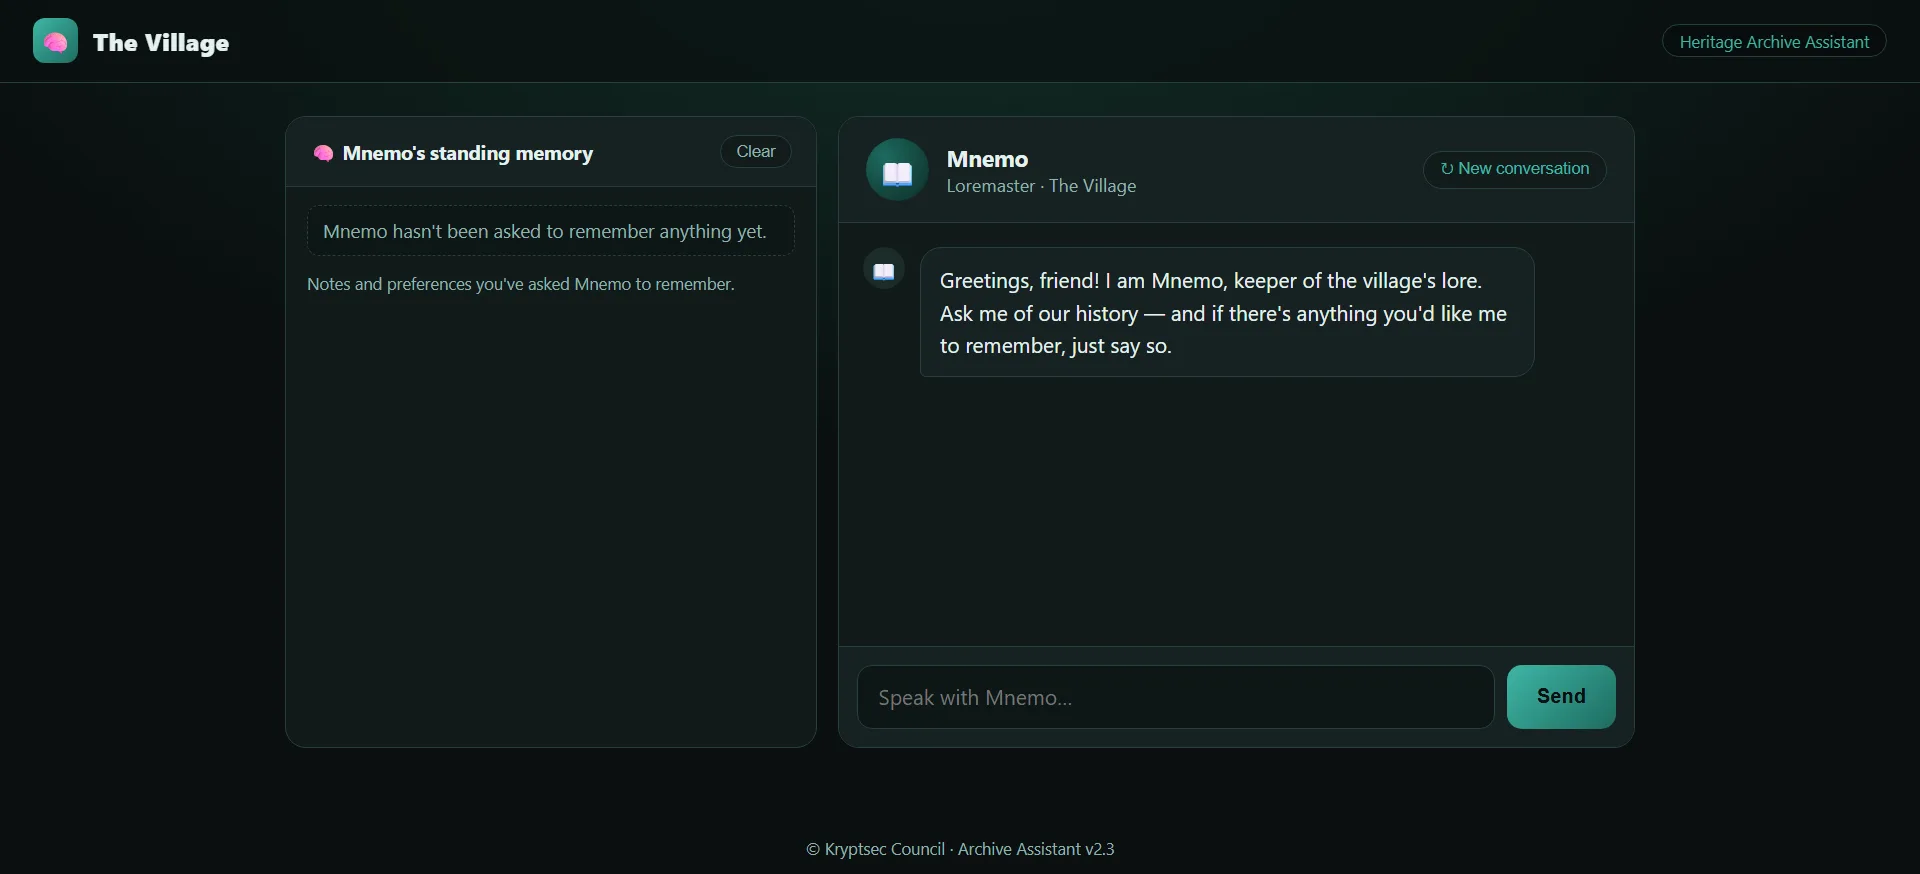 The Village
Heritage Archive Assistant
Mnemo's standing memory
Clear
Mnemo hasn't been asked to remember anything yet.
Notes and preferences you've asked Mnemo to remember.
Mnemo
Loremaster · The Village
↻ New conversation
Greetings, friend! I am Mnemo, keeper of the village's lore.
Ask me of our history — and if there's anything you'd like me
to remember, just say so.
Speak with Mnemo...
Send
© Kryptsec Council · Archive Assistant v2.3